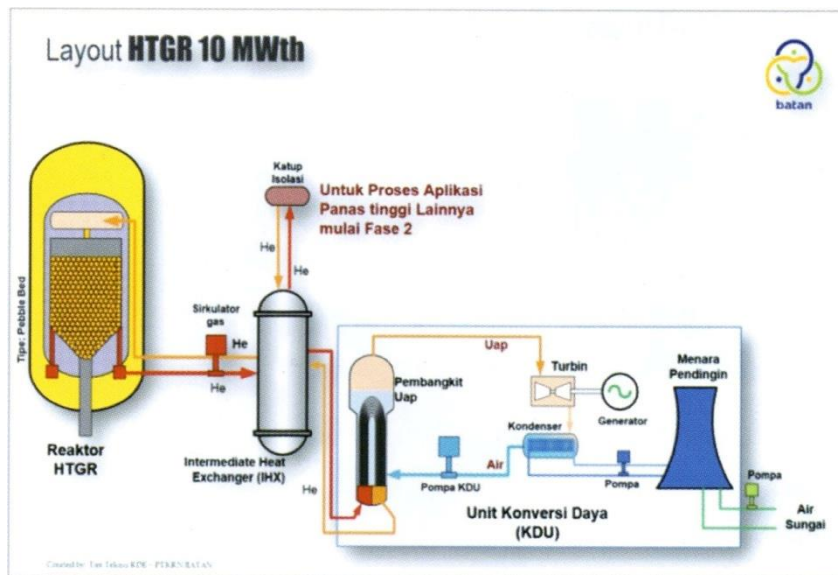 Layout HTGR 10 MWth
batan
Katup
Isolasi
Untuk Proses Aplikasi
Panas tinggi Lainnya
mulai Fase 2
He
He
Tipe: Pebble Bed
Sirkulator
gas
He
He
Reaktor
HTGR
Intermediate Heat
Exchanger (IHX)
He
Uap
Pembangkit
Uap
Turbin
Generator
Menara
Pendingin
Kondenser
Air
Pompa KDU
Pompa
Unit Konversi Daya
(KDU)
Pompa
Air
Sungai